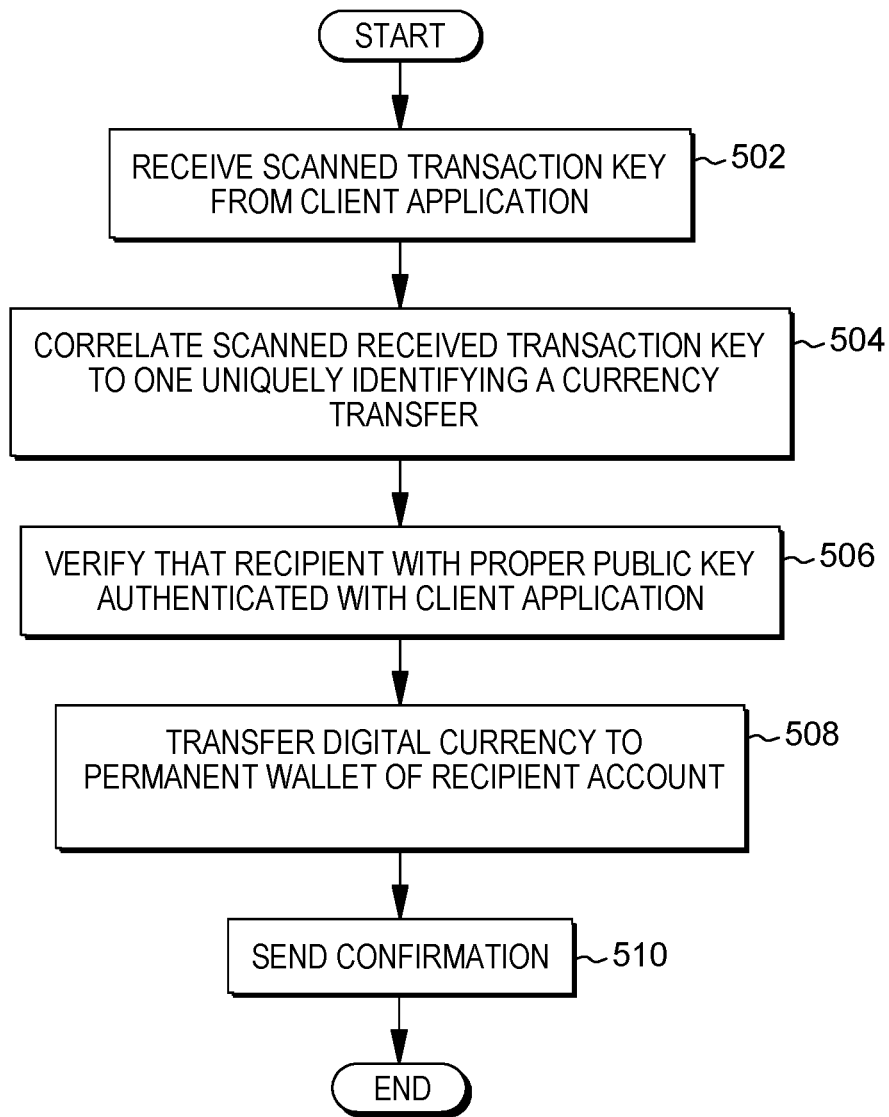 START
RECEIVE SCANNED TRANSACTION KEY
FROM CLIENT APPLICATION
502
CORRELATE SCANNED RECEIVED TRANSACTION KEY
TO ONE UNIQUELY IDENTIFYING A CURRENCY
TRANSFER
504
VERIFY THAT RECIPIENT WITH PROPER PUBLIC KEY
AUTHENTICATED WITH CLIENT APPLICATION
506
TRANSFER DIGITAL CURRENCY TO
PERMANENT WALLET OF RECIPIENT ACCOUNT
508
SEND CONFIRMATION
510
END